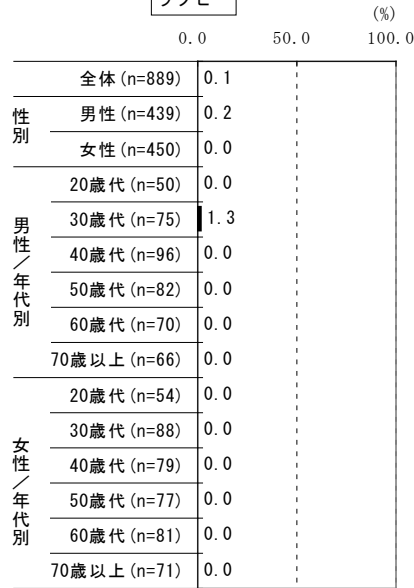 ラグビー
(%)
0.0 50.0 100.0
全体(n=889) 0.1
性別
男性(n=439) 0.2
女性(n=450) 0.0
男性／年代別
20歳代(n=50) 0.0
30歳代(n=75) 1.3
40歳代(n=96) 0.0
50歳代(n=82) 0.0
60歳代(n=70) 0.0
70歳以上(n=66) 0.0
女性／年代別
20歳代(n=54) 0.0
30歳代(n=88) 0.0
40歳代(n=79) 0.0
50歳代(n=77) 0.0
60歳代(n=81) 0.0
70歳以上(n=71) 0.0